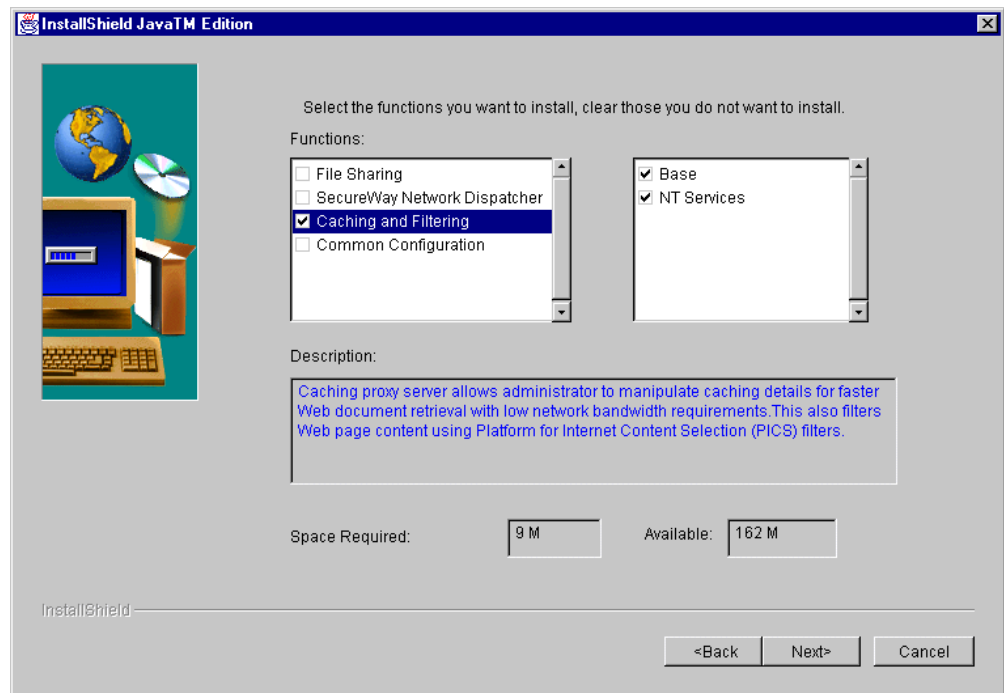 InstallShield JavaTM Edition
Select the functions you want to install, clear those you do not want to install.
Functions:
File Sharing
SecureWay Network Dispatcher
Caching and Filtering
Common Configuration
Base
NT Services
Description:
Caching proxy server allows administrator to manipulate caching details for faster
Web document retrieval with low network bandwidth requirements.This also filters
Web page content using Platform for Internet Content Selection (PICS) filters.
Space Required:
9 M
Available:
162 M
InstallShield
<Back
Next>
Cancel